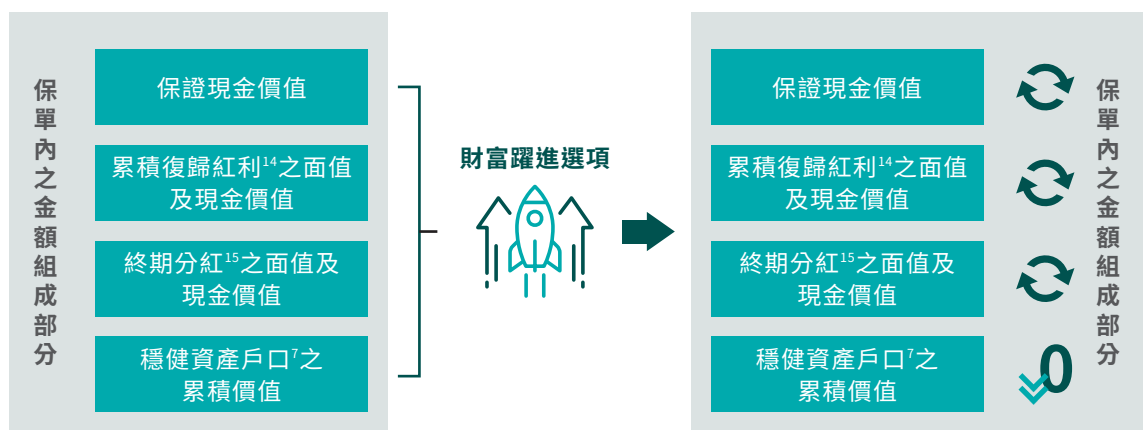 保單內之金額組成部分
保證現金價值
累積復歸紅利14之面值
及現金價值
終期分紅15之面值及
現金價值
穩健資產戶口7之
累積價值
財富躍進選項
保證現金價值
累積復歸紅利14之面值
及現金價值
終期分紅15之面值及
現金價值
穩健資產戶口7之
累積價值
0
保單內之金額組成部分